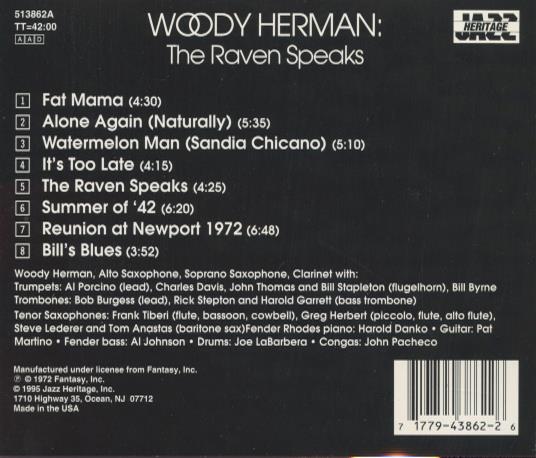 513862A
TT=42:00
A A D
WOODY HERMAN:
The Raven Speaks
JAZZ
HERITAGE
1 Fat Mama (4:30)
2 Alone Again (Naturally) (5:35)
3 Watermelon Man (Sandia Chicano) (5:10)
4 It's Too Late (4:15)
5 The Raven Speaks (4:25)
6 Summer of '42 (6:20)
7 Reunion at Newport 1972 (6:48)
8 Bill's Blues (3:52)
Woody Herman, Alto Saxophone, Soprano Saxophone, Clarinet with:
Trumpets: Al Porcino (lead), Charles Davis, John Thomas and Bill Stapleton (flugelhorn), Bill Byrne
Trombones: Bob Burgess (lead), Rick Stepton and Harold Garrett (bass trombone)
Tenor Saxophones: Frank Tiberi (flute, bassoon, cowbell), Greg Herbert (piccolo, flute, alto flute),
Steve Lederer and Tom Anastas (baritone sax)Fender Rhodes piano: Harold Danko • Guitar: Pat
Martino • Fender bass: Al Johnson • Drums: Joe LaBarbera • Congas: John Pacheco
Manufactured under license from Fantasy, Inc.
℗ © 1972 Fantasy, Inc.
© 1995 Jazz Heritage, Inc.
1710 Highway 35, Ocean, NJ 07712
Made in the USA
7 17794-3862-2 6